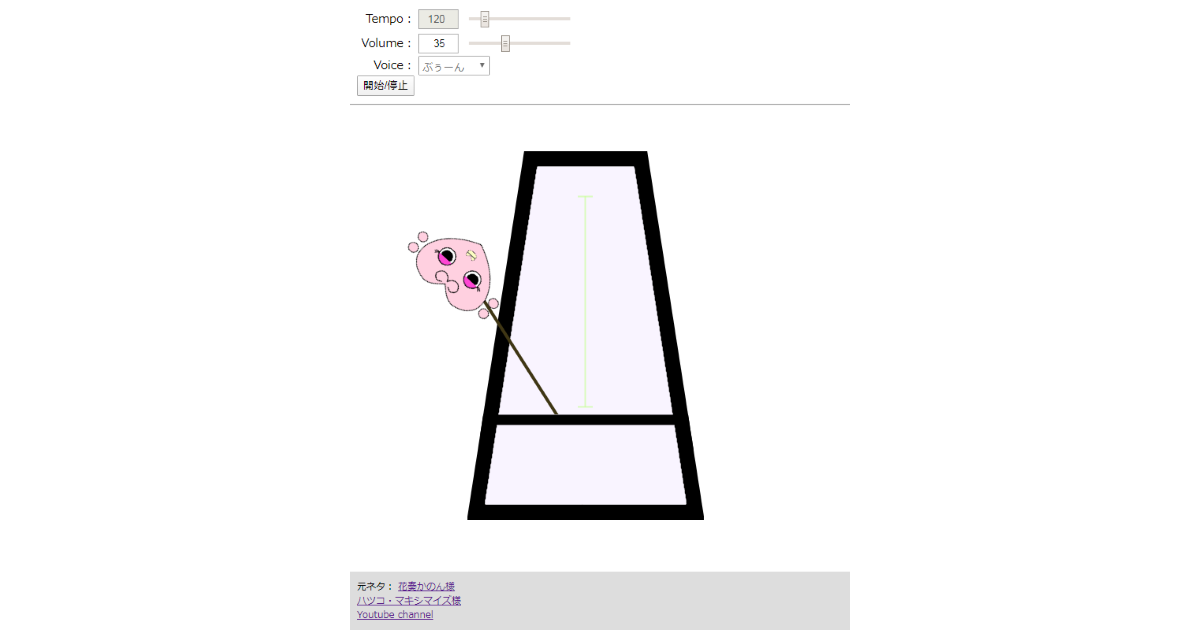 Tempo : 120
Volume : 35
Voice : ぶぅーん
開始/停止
元ネタ : 花奏かのん様
ハツコ・マキシマイズ様
Youtube channel